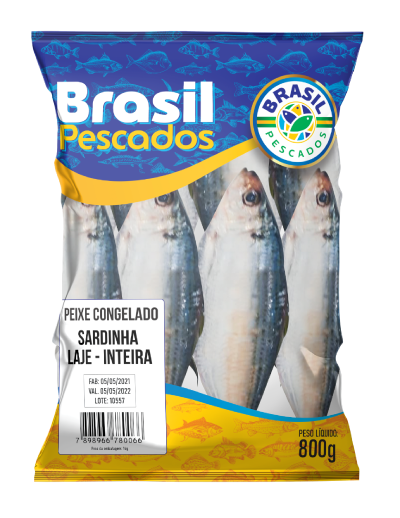 Brasil
Pescados
BRASIL
PESCADOS
PEIXE CONGELADO
SARDINHA
LAJE - INTEIRA
FAB: 05/05/2021
VAL. 05/05/2022
LOTE: 10557
7 898966 780066
PESO LÍQUIDO:
800g